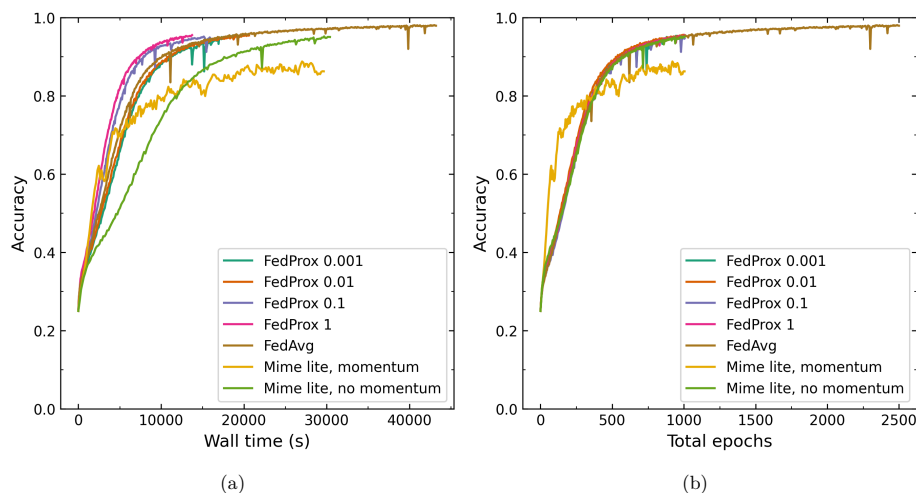 1.0
0.8
0.6
0.4
0.2
0.0
Accuracy
0 10000 20000 30000 40000
Wall time (s)
FedProx 0.001
FedProx 0.01
FedProx 0.1
FedProx 1
FedAvg
Mime lite, momentum
Mime lite, no momentum
(a)
1.0
0.8
0.6
0.4
0.2
0.0
Accuracy
0 500 1000 1500 2000 2500
Total epochs
FedProx 0.001
FedProx 0.01
FedProx 0.1
FedProx 1
FedAvg
Mime lite, momentum
Mime lite, no momentum
(b)